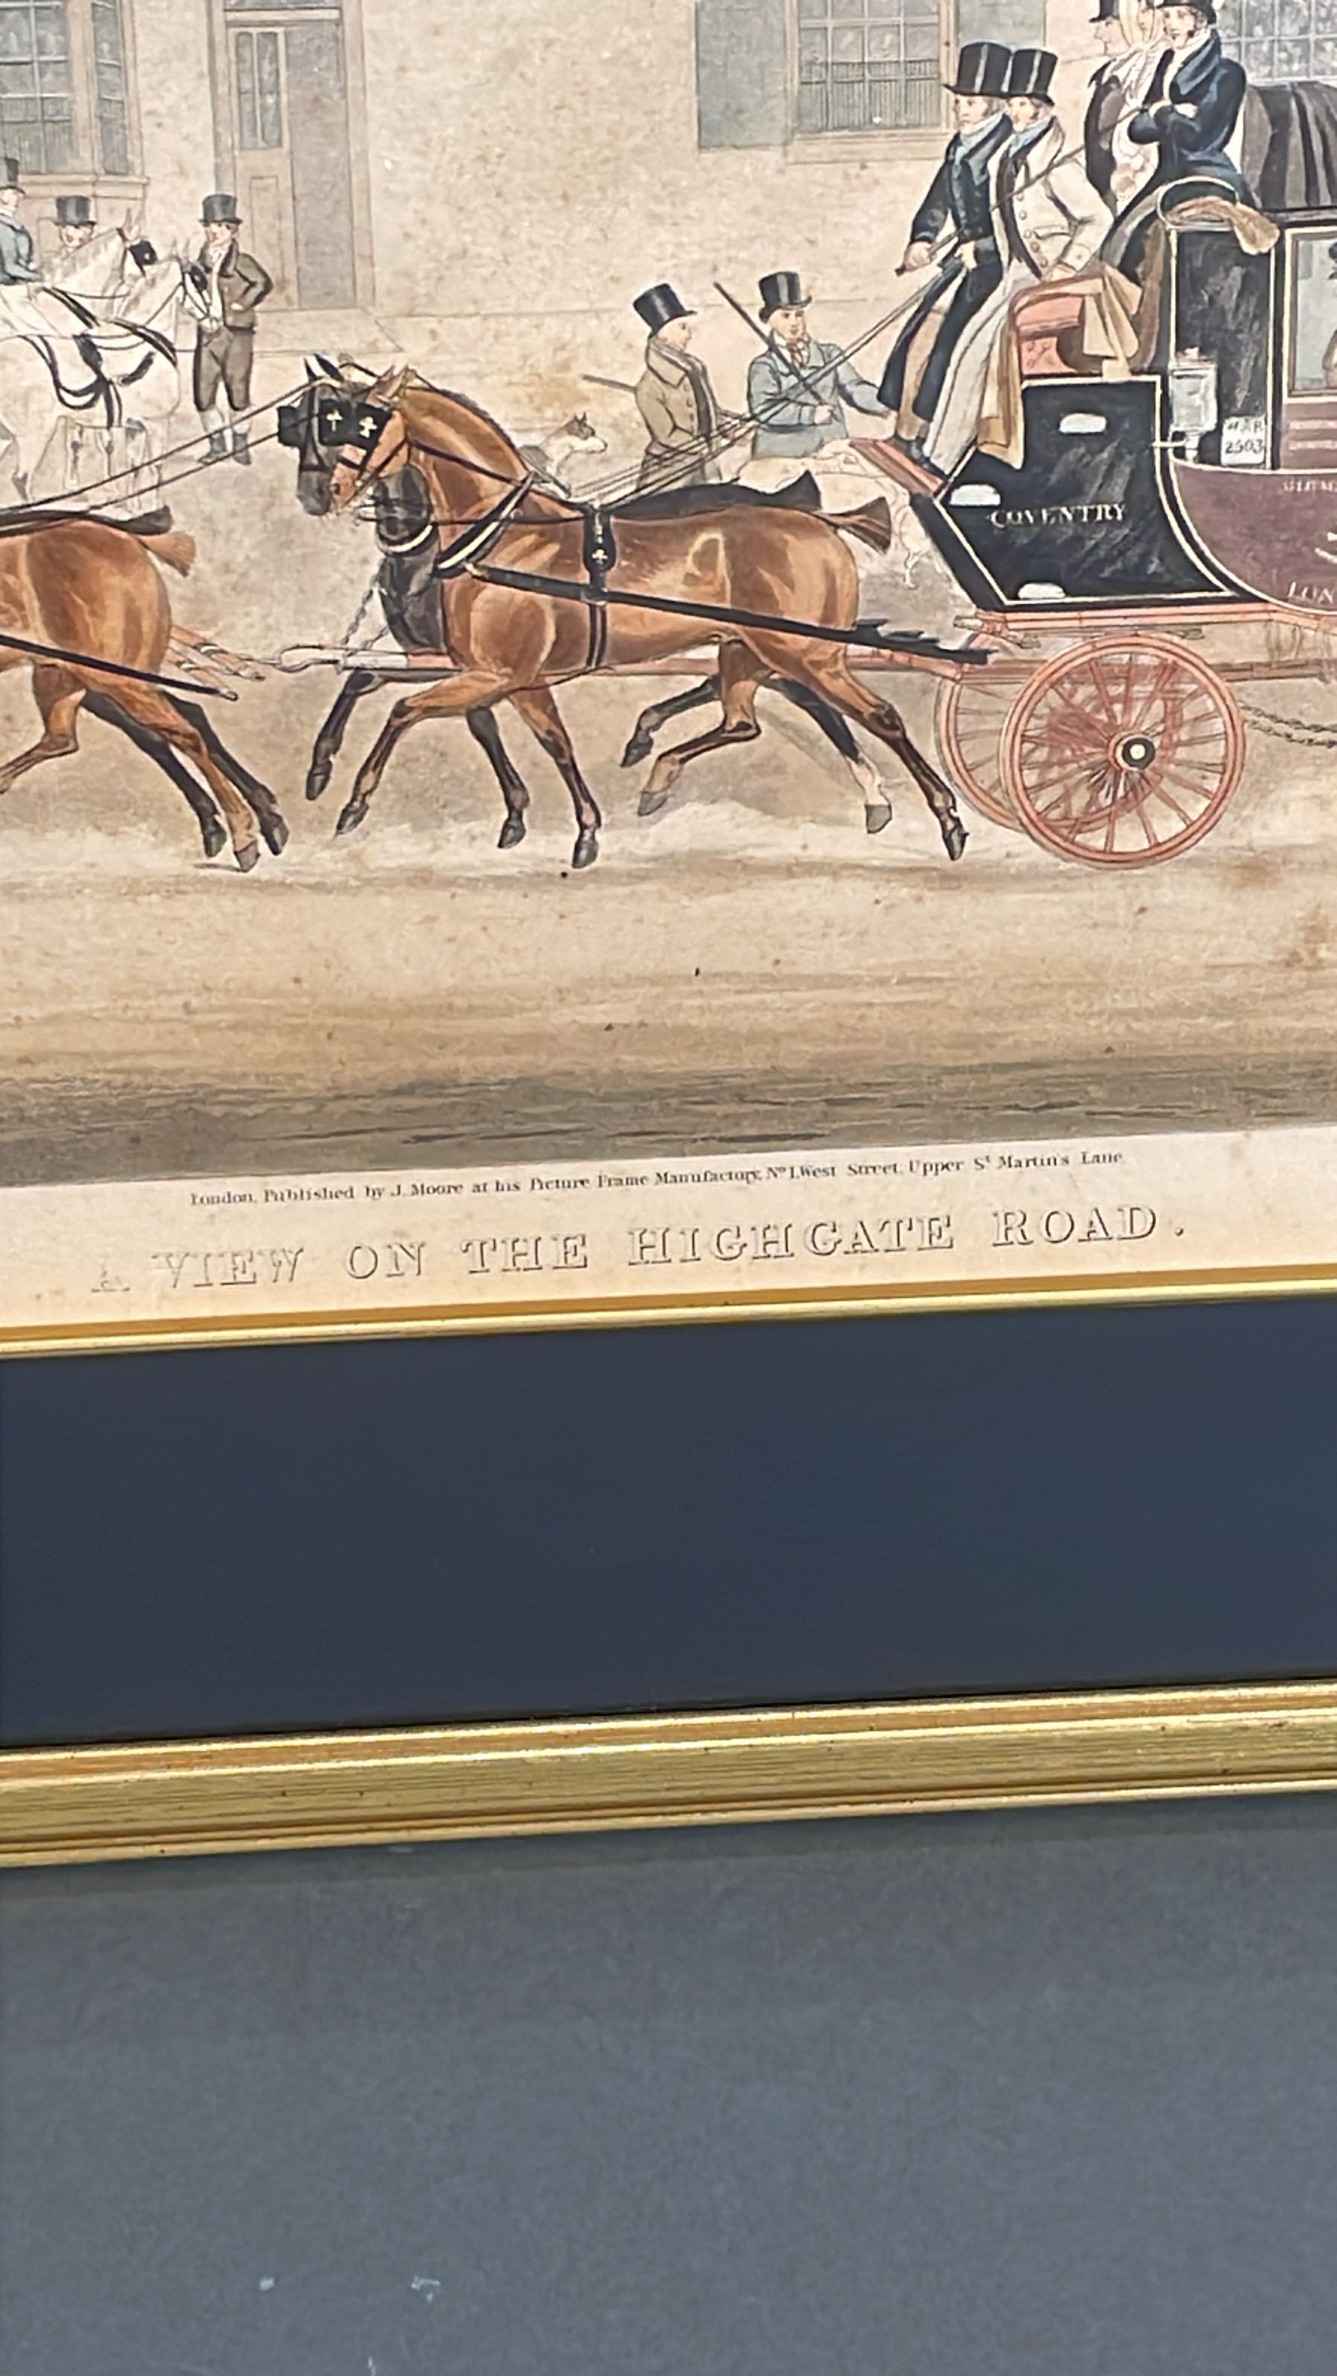 2503
COVENTRY
London, Published by J. Moore at his Picture Frame Manufactory, No 1, West Street, Upper St Martin's Lane
A VIEW ON THE HIGHGATE ROAD.